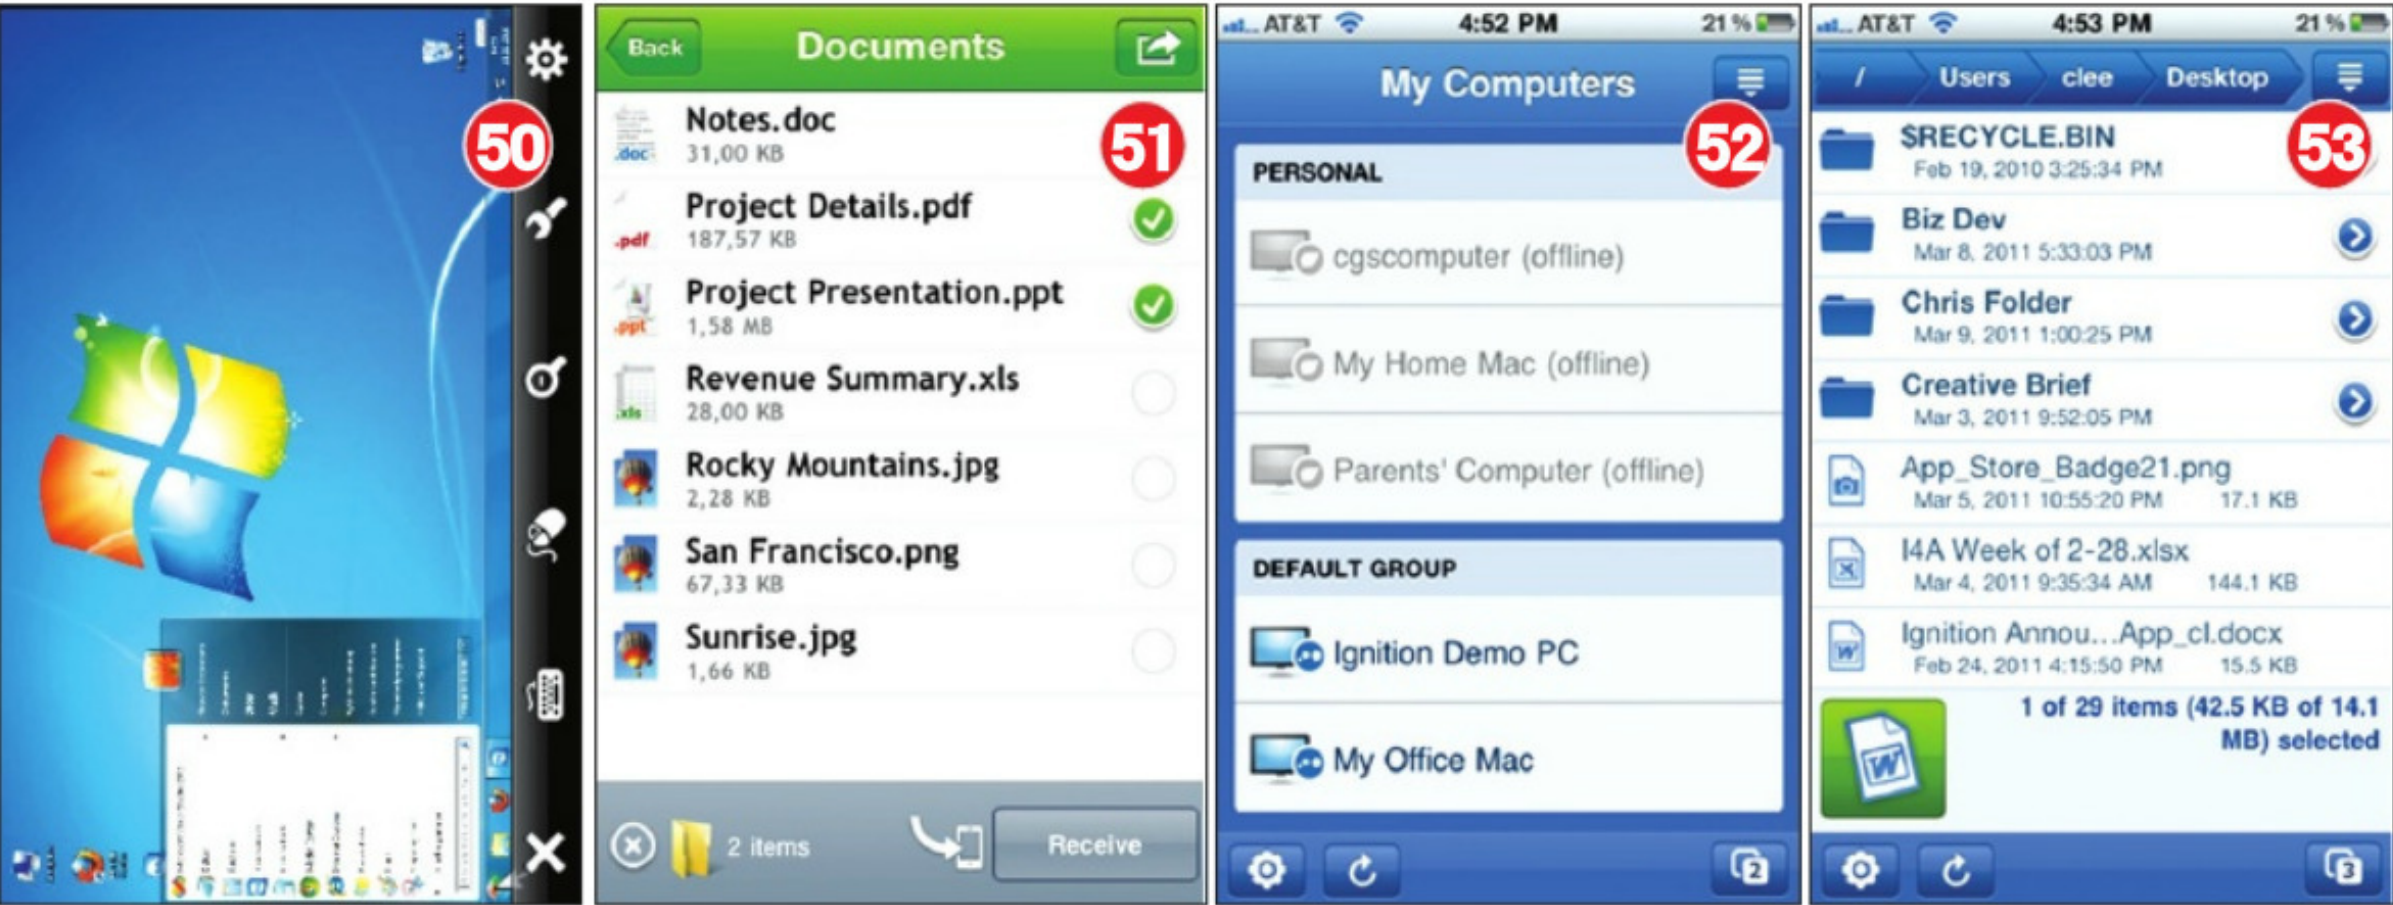 50
Back
Documents
51
Notes.doc
31,00 KB
.doc
Project Details.pdf
187,57 KB
.pdf
Project Presentation.ppt
1,58 MB
.ppt
Revenue Summary.xls
28,00 KB
.xls
Rocky Mountains.jpg
2,28 KB
San Francisco.png
67,33 KB
Sunrise.jpg
1,66 KB
2 items
Receive
AT&T 4:52 PM 21%
My Computers
52
PERSONAL
cgscomputer (offline)
My Home Mac (offline)
Parents' Computer (offline)
DEFAULT GROUP
Ignition Demo PC
My Office Mac
2
AT&T 4:53 PM 21%
/ Users clee Desktop
53
$RECYCLE.BIN
Feb 19, 2010 3:25:34 PM
Biz Dev
Mar 8, 2011 5:33:03 PM
Chris Folder
Mar 9, 2011 1:00:25 PM
Creative Brief
Mar 3, 2011 9:52:05 PM
App_Store_Badge21.png
Mar 5, 2011 10:55:20 PM 17.1 KB
I4A Week of 2-28.xlsx
Mar 4, 2011 9:35:34 AM 144.1 KB
Ignition Annou...App_cl.docx
Feb 24, 2011 4:15:50 PM 15.5 KB
1 of 29 items (42.5 KB of 14.1
MB) selected
3